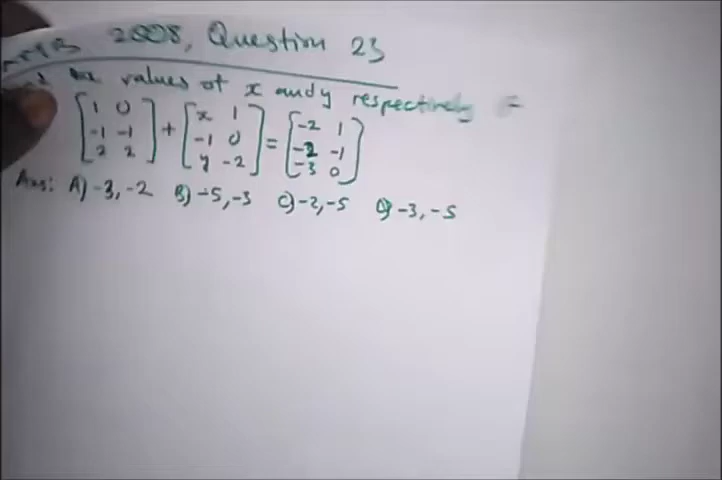 2008, Question 23
values of x and y respectively =
[1 0
-1 -1
2 2] + [x 1
-1 0
y -2] = [-2 1
-2 -1
-3 0]
Ans: A) -3, -2 B) -5, -3 C) -2, -5 D) -3, -5